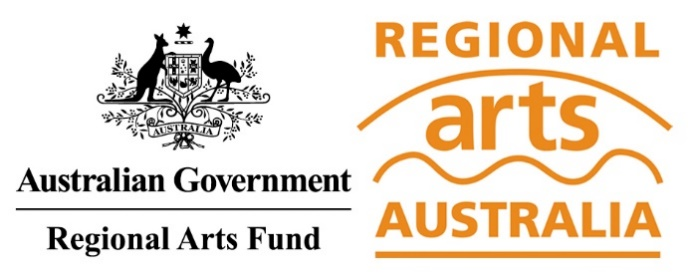 AUSTRALIA
Australian Government
Regional Arts Fund
REGIONAL
arts
AUSTRALIA